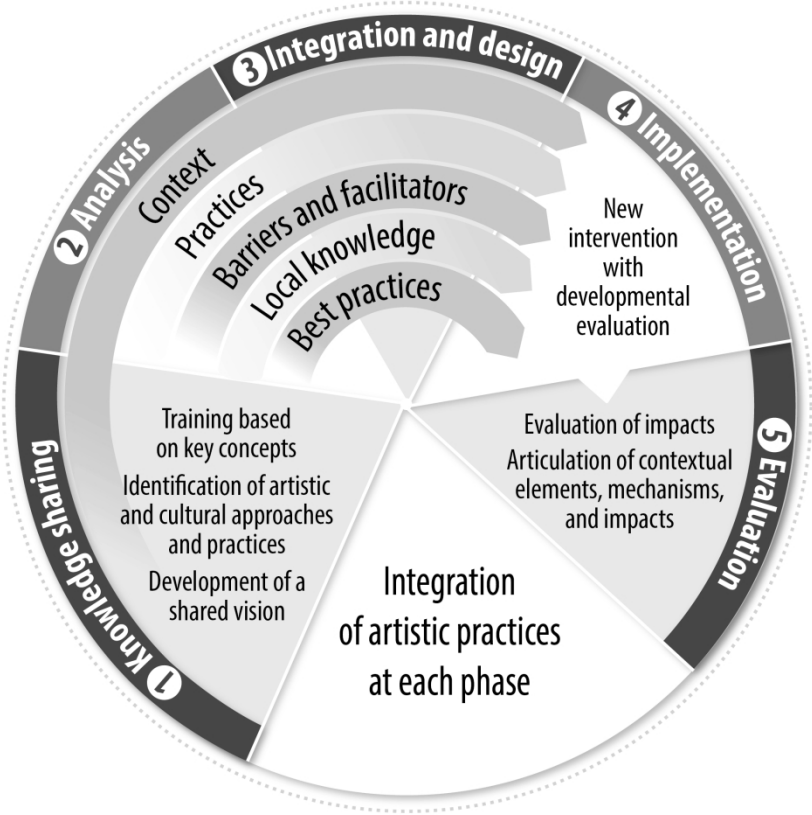 1 Knowledge sharing
Training based
on key concepts
Identification of artistic
and cultural approaches
and practices
Development of a
shared vision
2 Analysis
3 Integration and design
Context
Practices
Barriers and facilitators
Local knowledge
Best practices
4 Implementation
New
intervention
with
developmental
evaluation
5 Evaluation
Evaluation of impacts
Articulation of contextual
elements, mechanisms,
and impacts
Integration
of artistic practices
at each phase